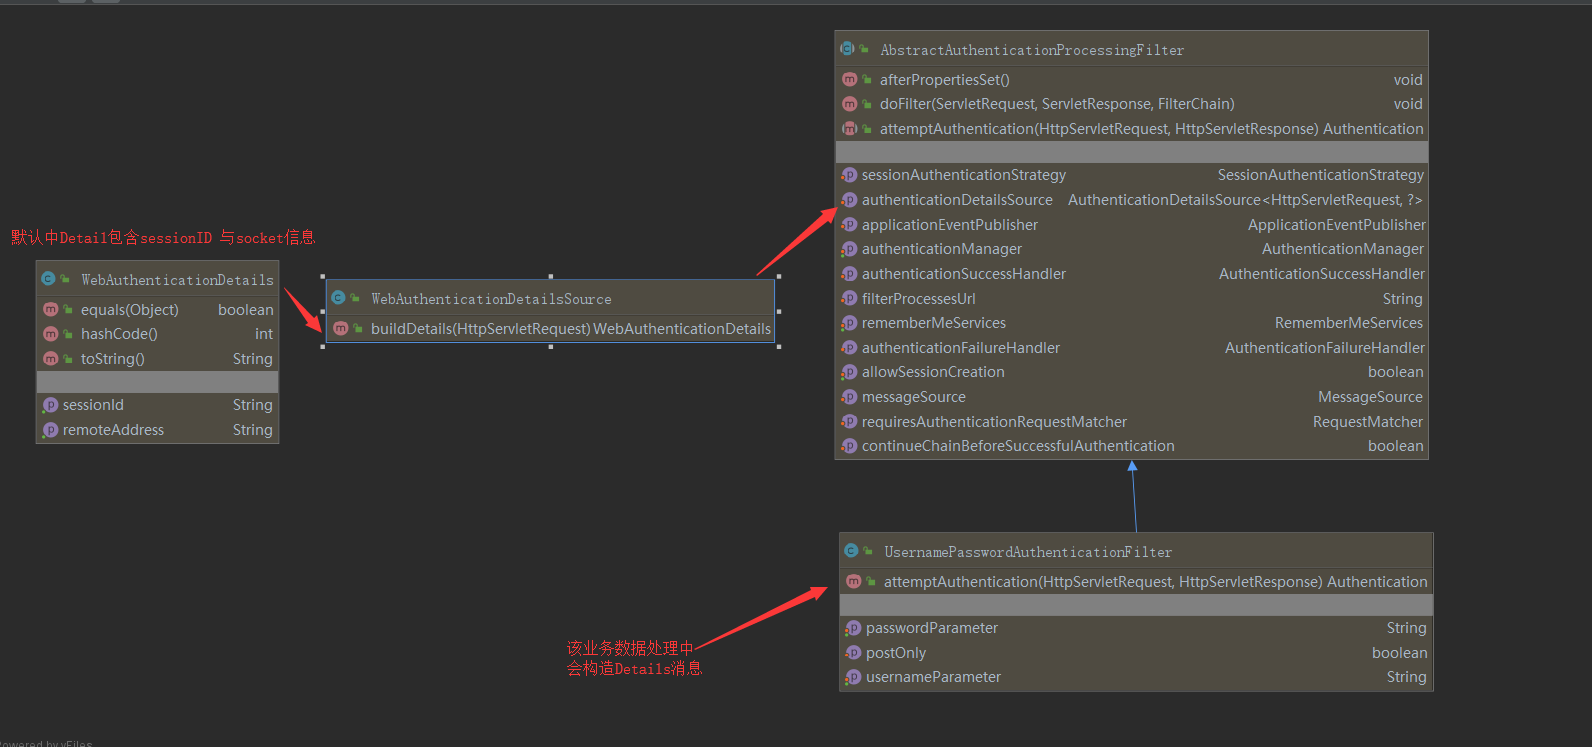 AbstractAuthenticationProcessingFilter
afterPropertiesSet() void
doFilter(ServletRequest, ServletResponse, FilterChain) void
attemptAuthentication(HttpServletRequest, HttpServletResponse) Authentication
sessionAuthenticationStrategy SessionAuthenticationStrategy
authenticationDetailsSource AuthenticationDetailsSource<HttpServletRequest, ?>
applicationEventPublisher ApplicationEventPublisher
authenticationManager AuthenticationManager
authenticationSuccessHandler AuthenticationSuccessHandler
filterProcessesUrl String
rememberMeServices RememberMeServices
authenticationFailureHandler AuthenticationFailureHandler
allowSessionCreation boolean
messageSource MessageSource
requiresAuthenticationRequestMatcher RequestMatcher
continueChainBeforeSuccessfulAuthentication boolean
默认中Detail包含sessionID 与socket信息
WebAuthenticationDetails
equals(Object) boolean
hashCode() int
toString() String
sessionId String
remoteAddress String
WebAuthenticationDetailsSource
buildDetails(HttpServletRequest) WebAuthenticationDetails
UsernamePasswordAuthenticationFilter
attemptAuthentication(HttpServletRequest, HttpServletResponse) Authentication
passwordParameter String
postOnly boolean
usernameParameter String
该业务数据处理中
会构造Details消息
Powered by yFiles